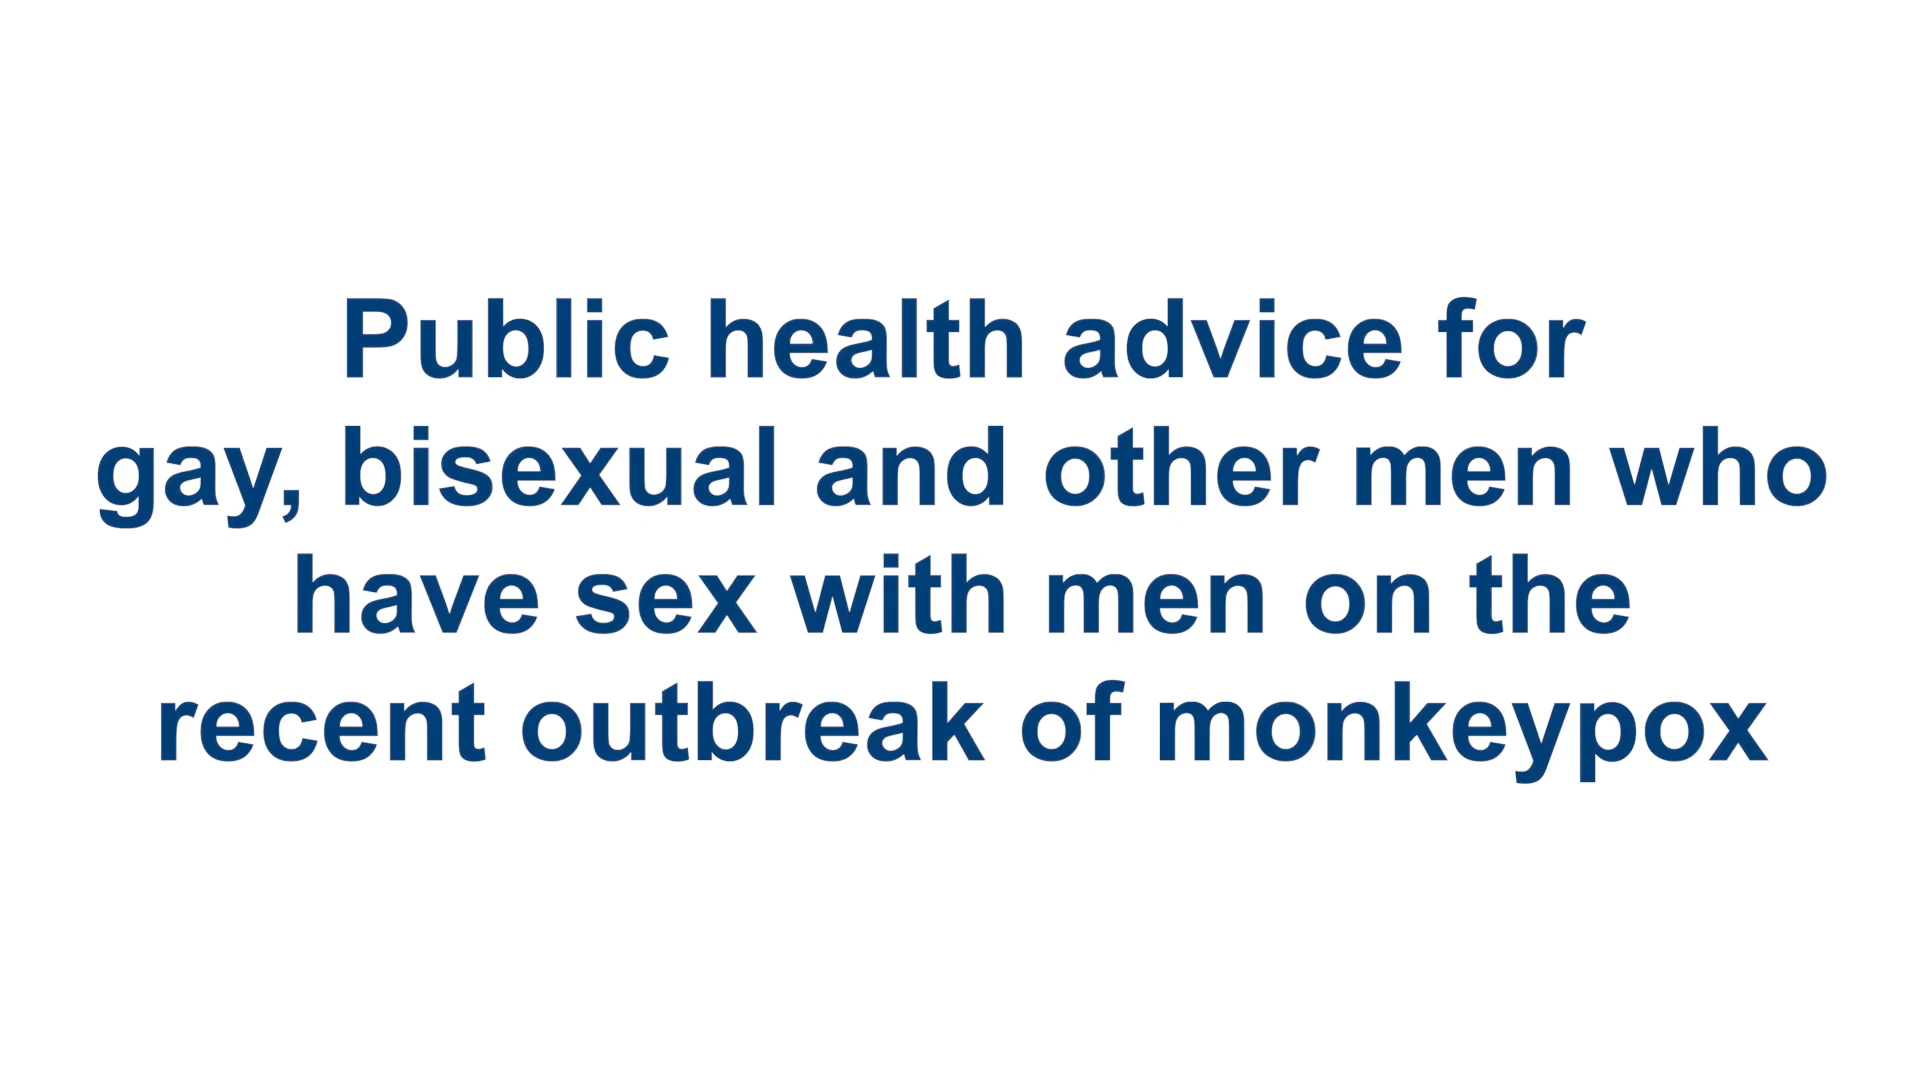 Public health advice for
gay, bisexual and other men who
have sex with men on the
recent outbreak of monkeypox